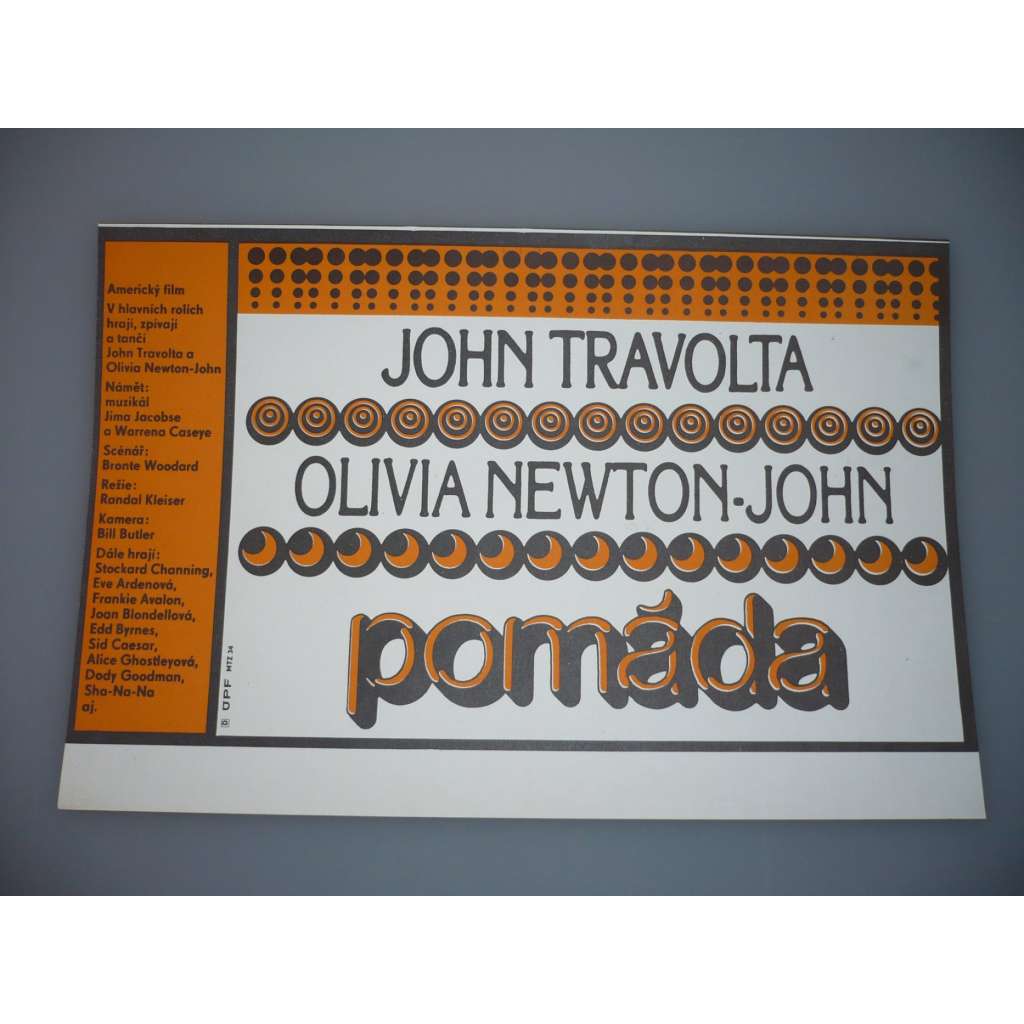 Americký film
V hlavních rolích
hrají, zpívají
a tančí
John Travolta a
Olivia Newton-John
Námět:
muzikál
Jima Jacobse
a Warrena Caseye
Scénář:
Bronte Woodard
Režie:
Randal Kleiser
Kamera:
Bill Butler
Dále hrají:
Stockard Channing,
Eve Ardenová,
Frankie Avalon,
Joan Blondellová,
Edd Byrnes,
Sid Caesar,
Alice Ghostleyová,
Dody Goodman,
Sha-Na-Na
aj.
JOHN TRAVOLTA
OLIVIA NEWTON-JOHN
pomáda
ÚPF MTZ 34